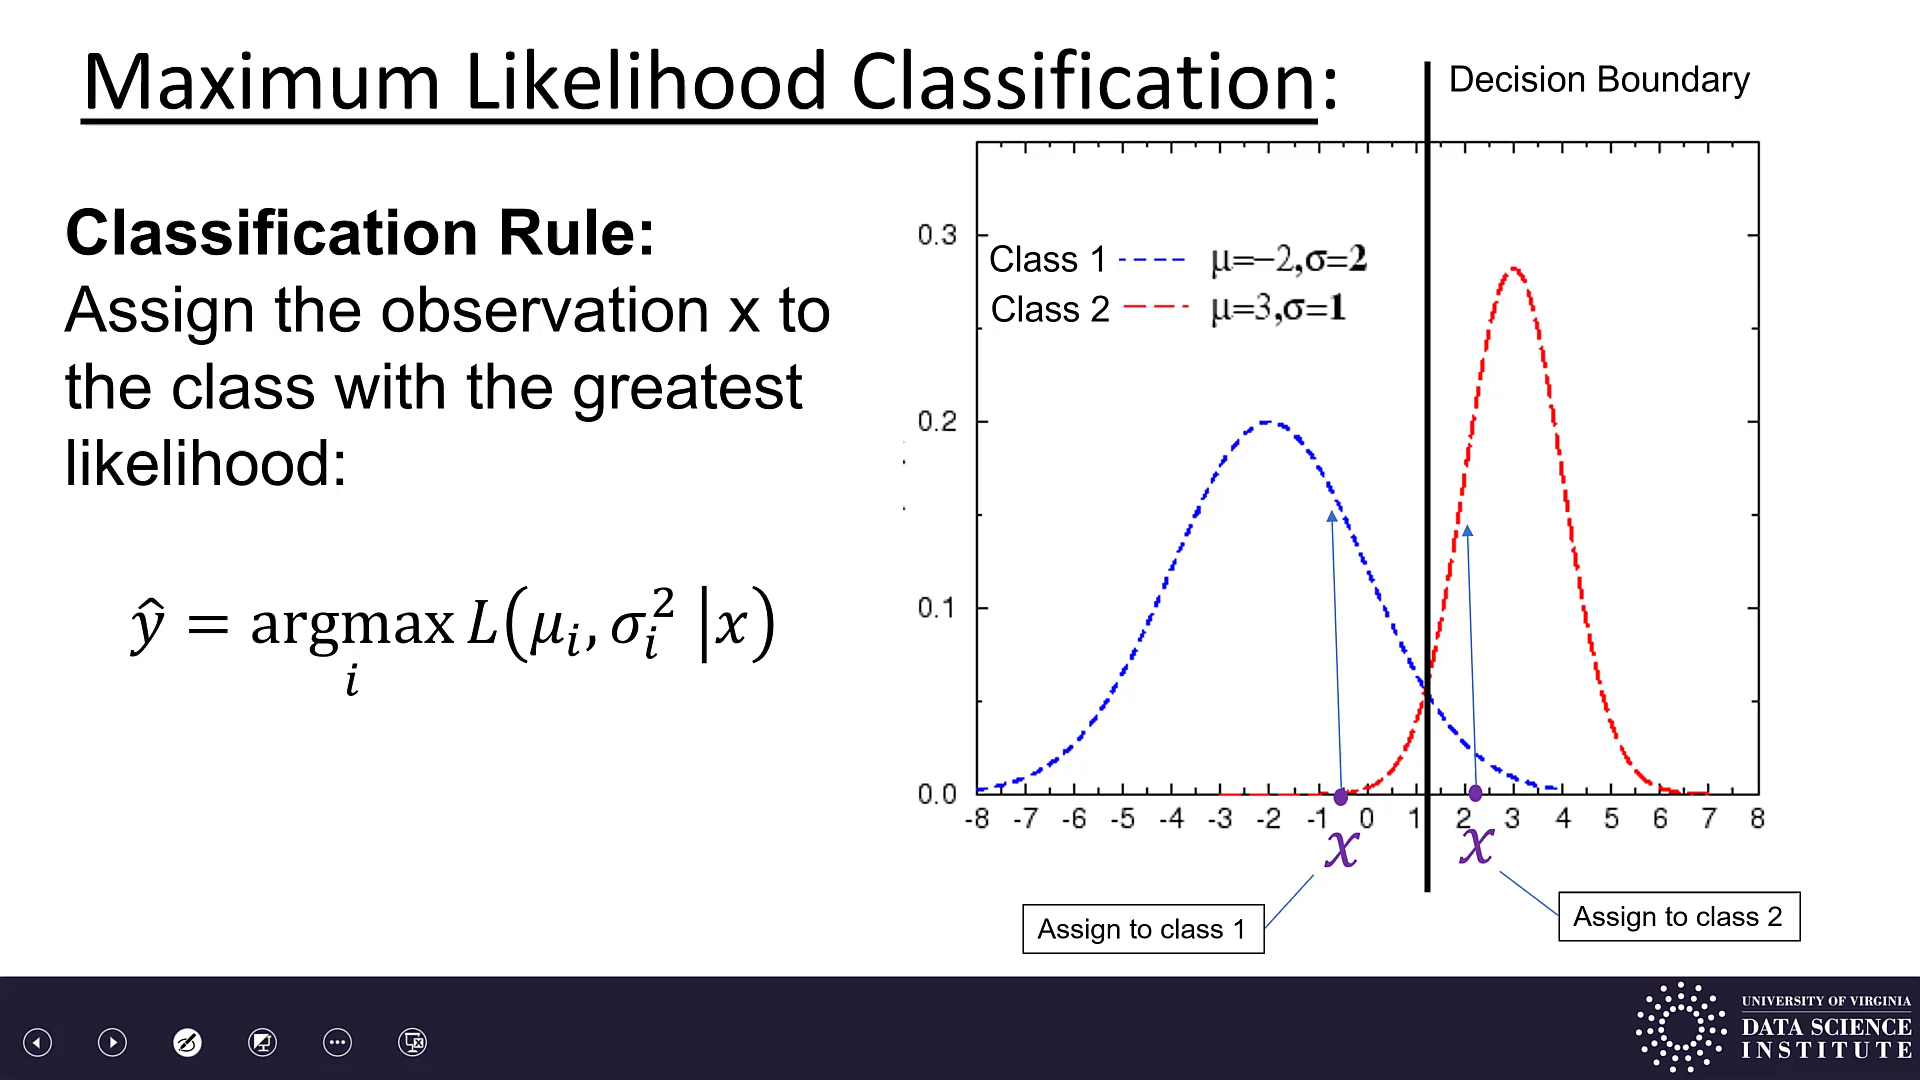 Maximum Likelihood Classification:
Decision Boundary
Classification Rule:
Assign the observation x to
the class with the greatest
likelihood:
ŷ = argmax L(μᵢ, σᵢ² | x)
i
0.3
0.2
0.1
0.0
Class 1 μ=−2,σ=2
Class 2 μ=3,σ=1
-8 -7 -6 -5 -4 -3 -2 -1 0 1 2 3 4 5 6 7 8
x x
Assign to class 1
Assign to class 2
UNIVERSITY OF VIRGINIA
DATA SCIENCE
INSTITUTE